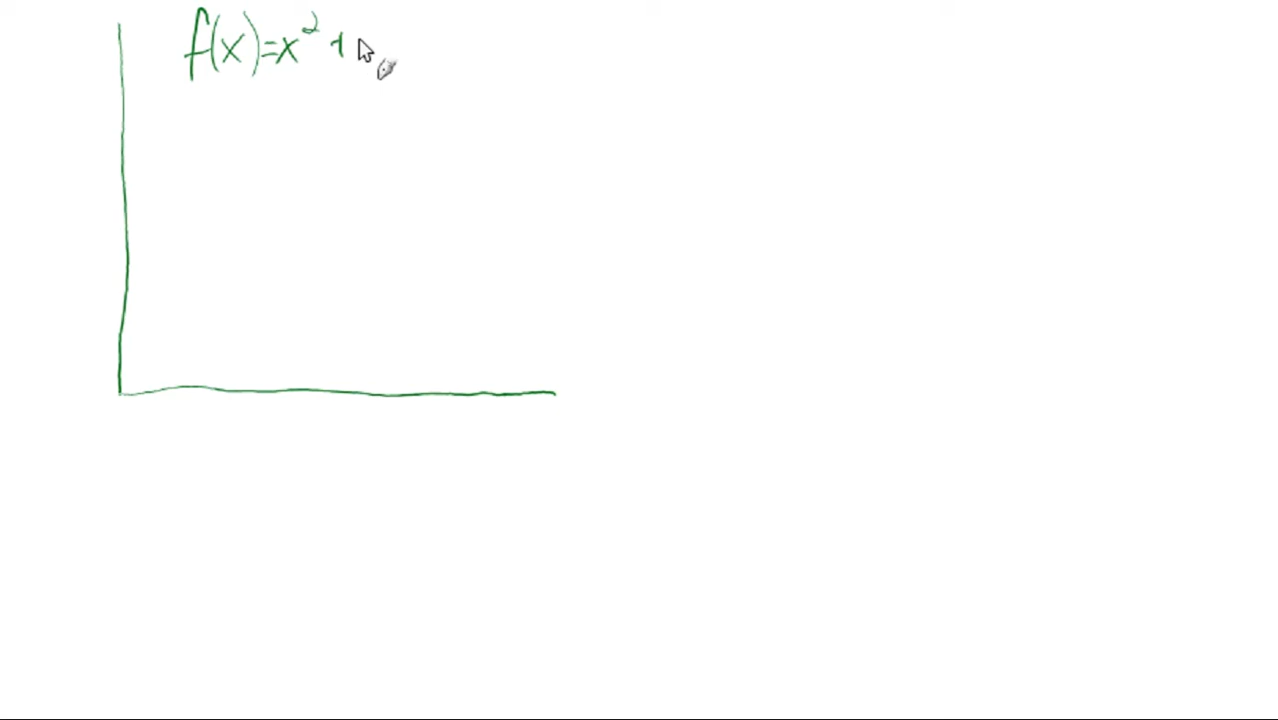 f(x)=x² +